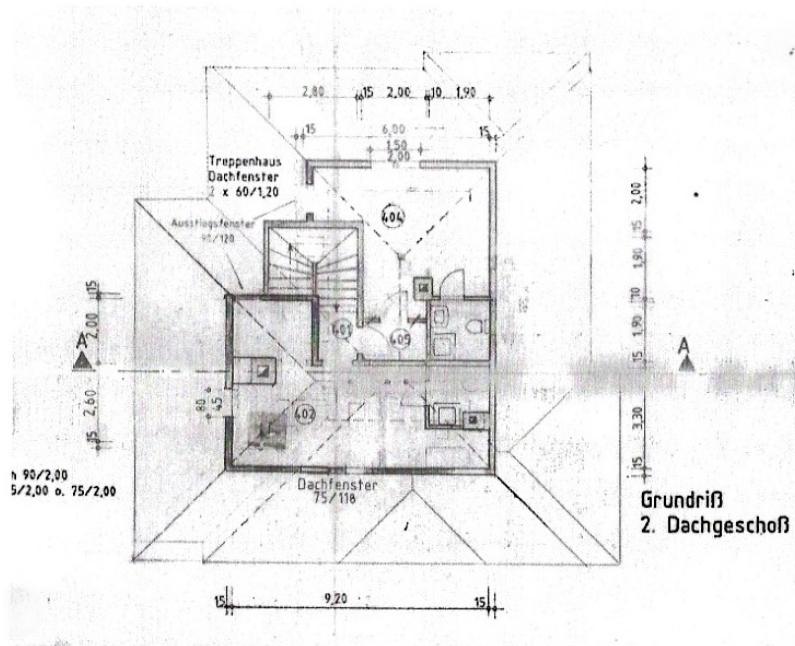 2,80 15 2,00 10 1,90
15 6,00 15
1,50
2,00
Treppenhaus
Dachfenster
2 x 60/1,20
Ausstiegsfenster
90/120
404
401
405
402
15
2,00
2,60
15
A
A
80
45
2,00
15
1,90
10
1,90
15
3,30
15
h 90/2,00
5/2,00 o. 75/2,00
Dachfenster
75/118
Grundriß
2. Dachgeschoß
15 9,20 15